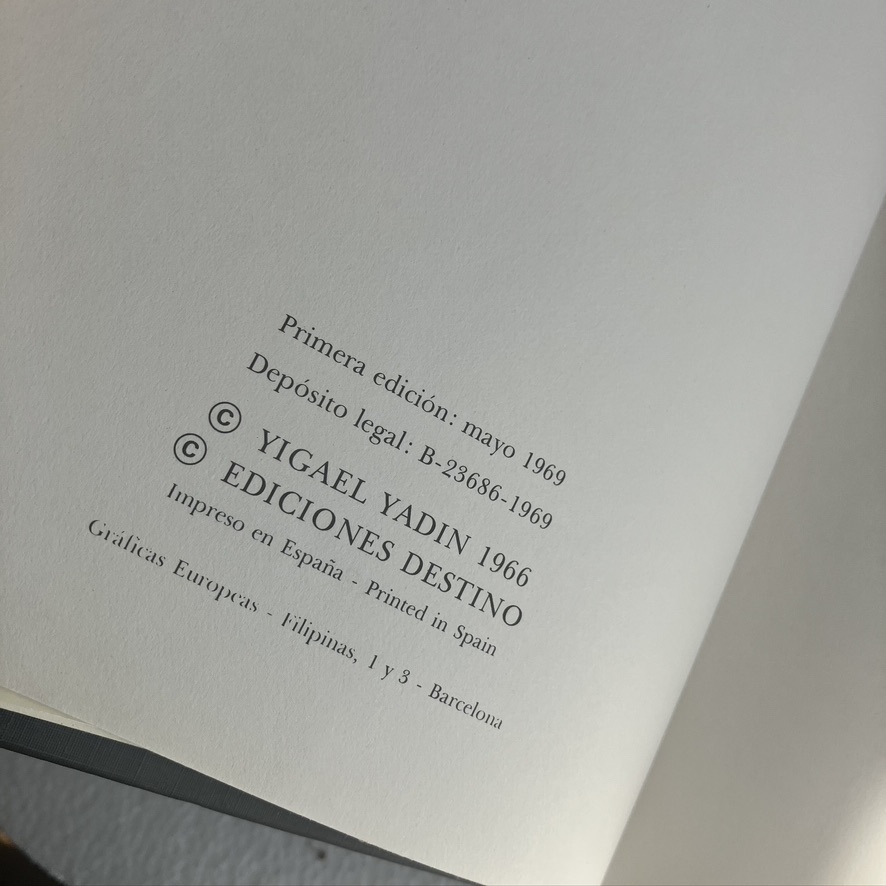 Primera edición: mayo 1969
Depósito legal: B-23686-1969
© YIGAEL YADIN 1966
© EDICIONES DESTINO
Impreso en España - Printed in Spain
Gráficas Europeas - Filipinas, 1 y 3 - Barcelona